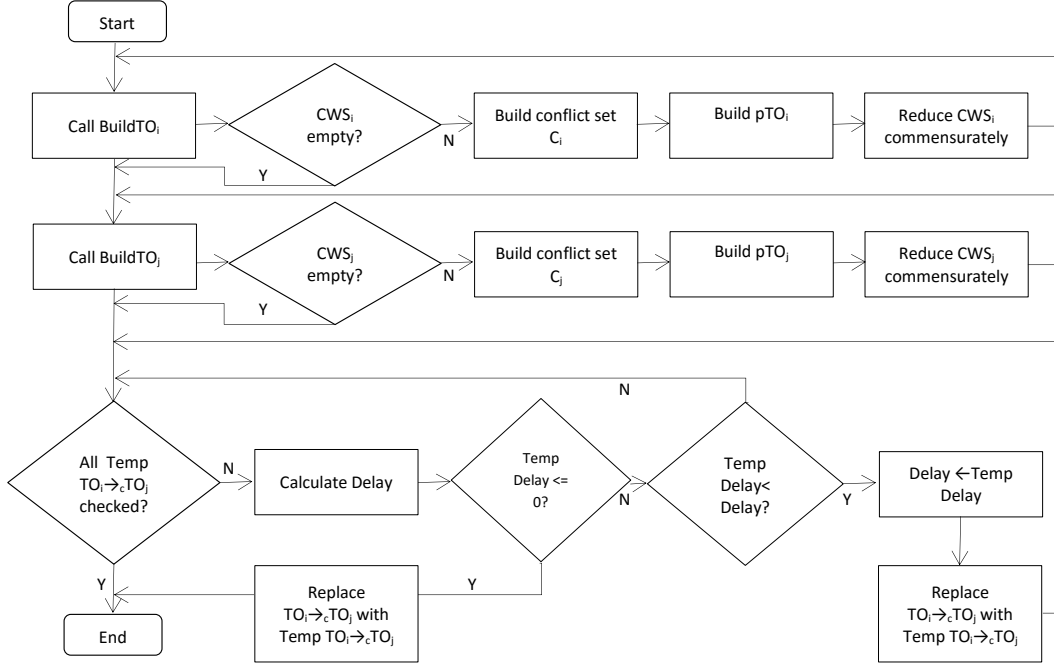 Start
Call BuildTOᵢ
CWSᵢ
empty?
N
Y
Build conflict set
Cᵢ
Build pTOᵢ
Reduce CWSᵢ
commensurately
Call BuildTOⱼ
CWSⱼ
empty?
N
Y
Build conflict set
Cⱼ
Build pTOⱼ
Reduce CWSⱼ
commensurately
N
All Temp
TOᵢ→cTOⱼ
checked?
N
Y
Calculate Delay
Temp
Delay <=
0?
N
Y
Temp
Delay<
Delay?
Y
Delay ←Temp
Delay
Replace
TOᵢ→cTOⱼ with
Temp TOᵢ→cTOⱼ
Replace
TOᵢ→cTOⱼ with
Temp TOᵢ→cTOⱼ
End